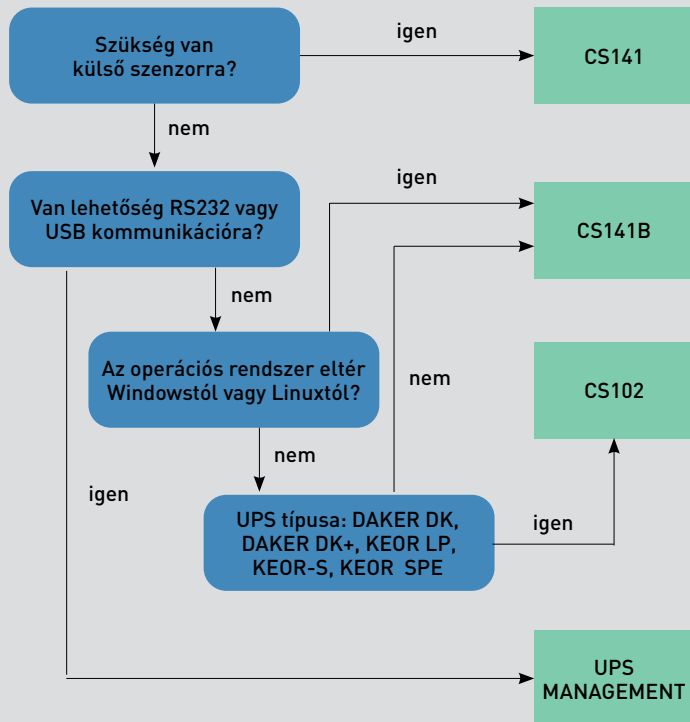 Szükség van
külső szenzorra?
igen
CS141
nem
Van lehetőség RS232 vagy
USB kommunikációra?
igen
CS141B
nem
Az operációs rendszer eltér
Windowstól vagy Linuxtól?
nem
CS102
nem
igen
UPS típusa: DAKER DK,
DAKER DK+, KEOR LP,
KEOR-S, KEOR SPE
igen
UPS
MANAGEMENT